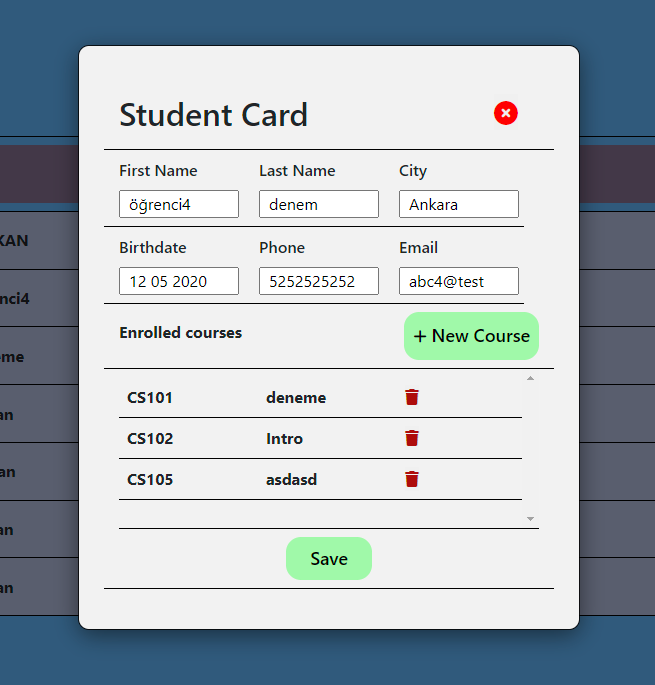 Student Card
First Name Last Name City
öğrenci4 denem Ankara
Birthdate Phone Email
12 05 2020 5252525252 abc4@test
Enrolled courses + New Course
CS101 deneme
CS102 Intro
CS105 asdasd
Save
KAN
nci4
me
an
an
an
an